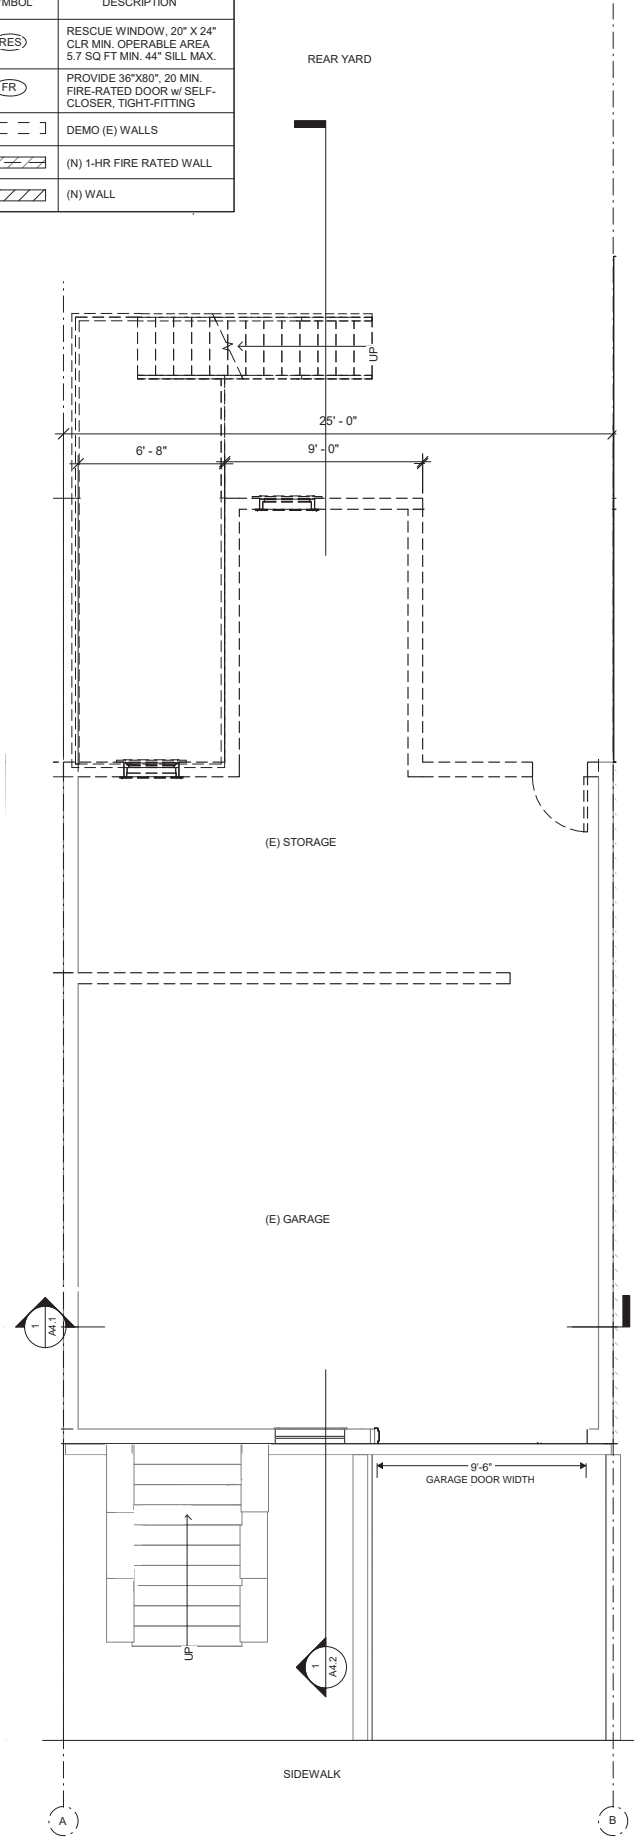 DESCRIPTION
RES
RESCUE WINDOW, 20" X 24"
CLR MIN. OPERABLE AREA
5.7 SQ FT MIN. 44" SILL MAX.
FR
PROVIDE 36"X80", 20 MIN.
FIRE-RATED DOOR w/ SELF-
CLOSER, TIGHT-FITTING
DEMO (E) WALLS
(N) 1-HR FIRE RATED WALL
(N) WALL
REAR YARD
UP
25' - 0"
6' - 8"
9' - 0"
(E) STORAGE
(E) GARAGE
1
A4.1
9'-6"
GARAGE DOOR WIDTH
UP
1
A4.2
SIDEWALK
A
B